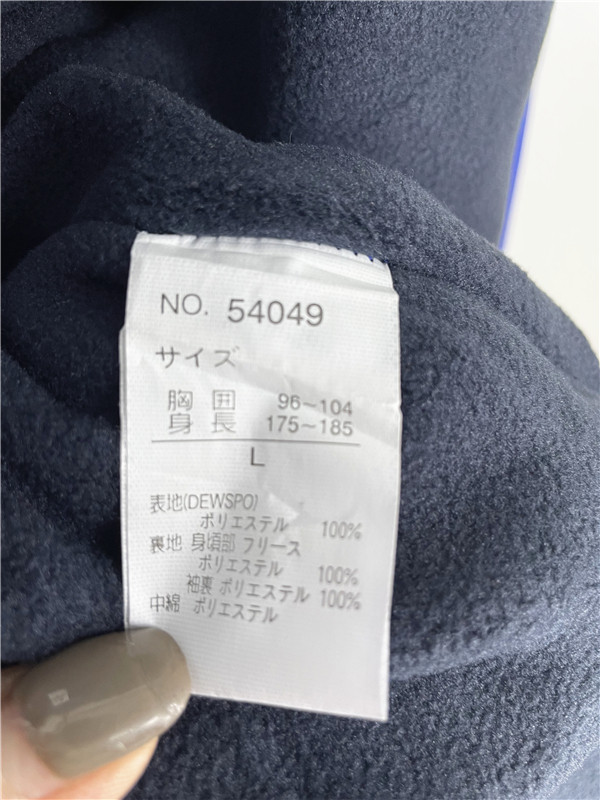 NO. 54049
サイズ
胸 囲 96~104
身 長 175~185
L
表地(DEWSPO)
ポリエステル 100%
裏地 身頃部 フリース
ポリエステル 100%
袖裏 ポリエステル 100%
中綿 ポリエステル